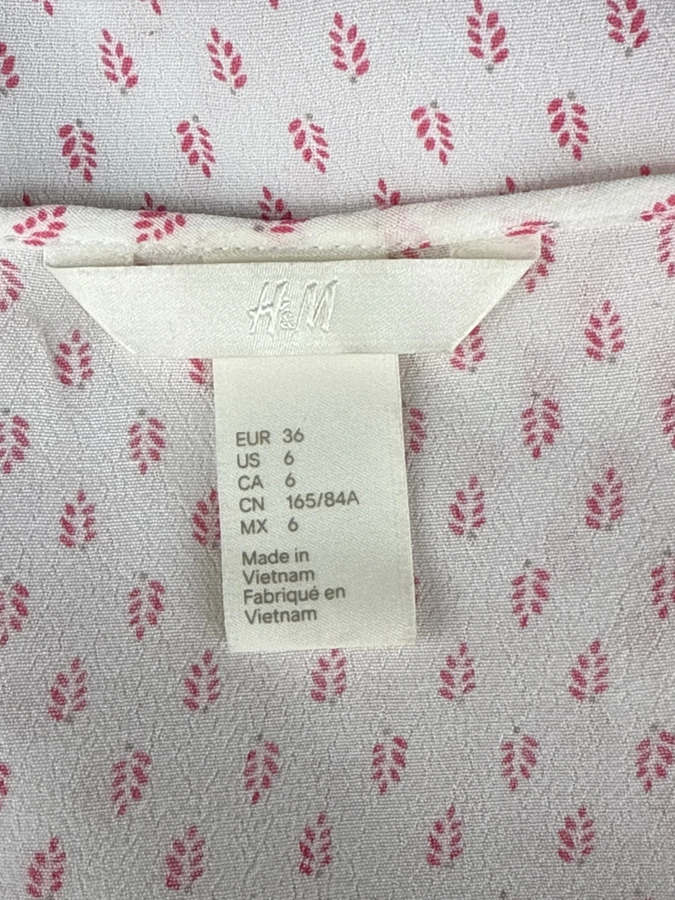 H&M
EUR 36
US 6
CA 6
CN 165/84A
MX 6
Made in
Vietnam
Fabriqué en
Vietnam